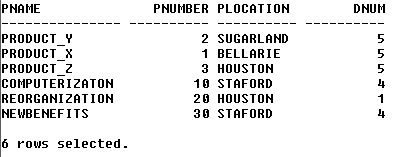 PNAME PNUMBER PLOCATION DNUM
--------------- ---------- --------------- ----------
PRODUCT_Y 2 SUGARLAND 5
PRODUCT_X 1 BELLARIE 5
PRODUCT_Z 3 HOUSTON 5
COMPUTERIZATON 10 STAFORD 4
REORGANIZATION 20 HOUSTON 1
NEWBENEFITS 30 STAFORD 4
6 rows selected.